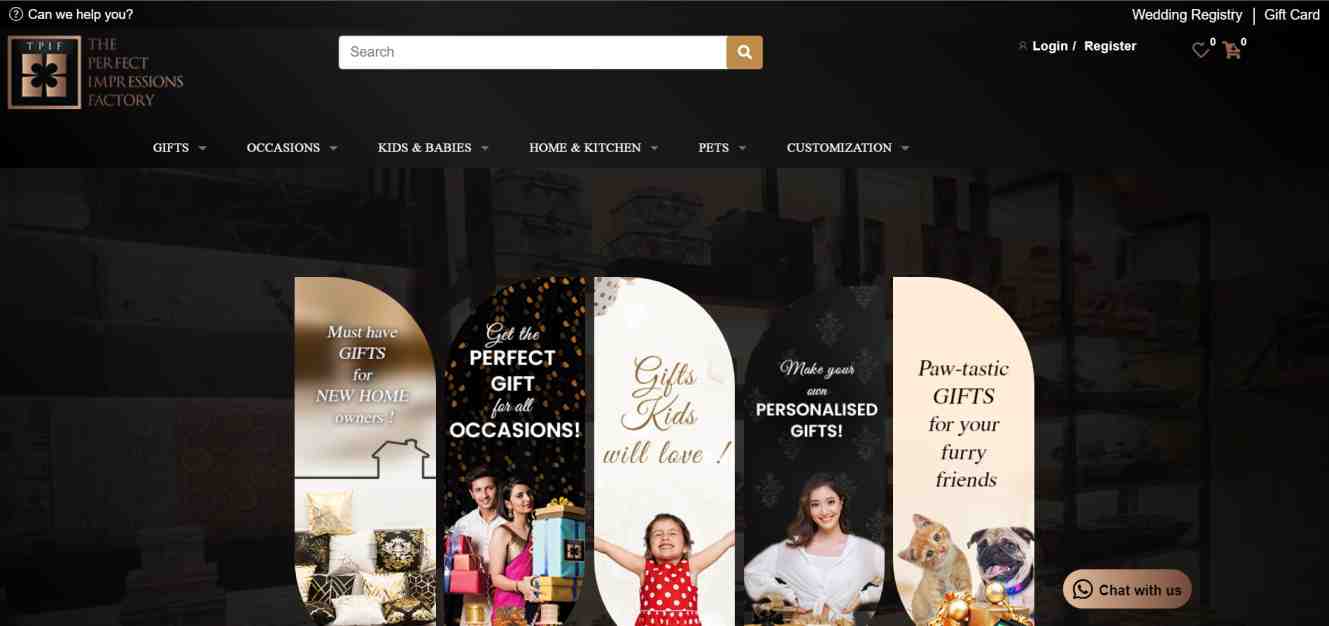 Can we help you?
Wedding Registry | Gift Card
TPIF
THE
PERFECT
IMPRESSIONS
FACTORY
Search
Login / Register
0
0
GIFTS
OCCASIONS
KIDS & BABIES
HOME & KITCHEN
PETS
CUSTOMIZATION
Must have
GIFTS
for
NEW HOME
owners !
Get the
PERFECT
GIFT
for all
OCCASIONS!
Gifts
Kids
will love !
Make your
own
PERSONALISED
GIFTS!
Paw-tastic
GIFTS
for your
furry
friends
Chat with us